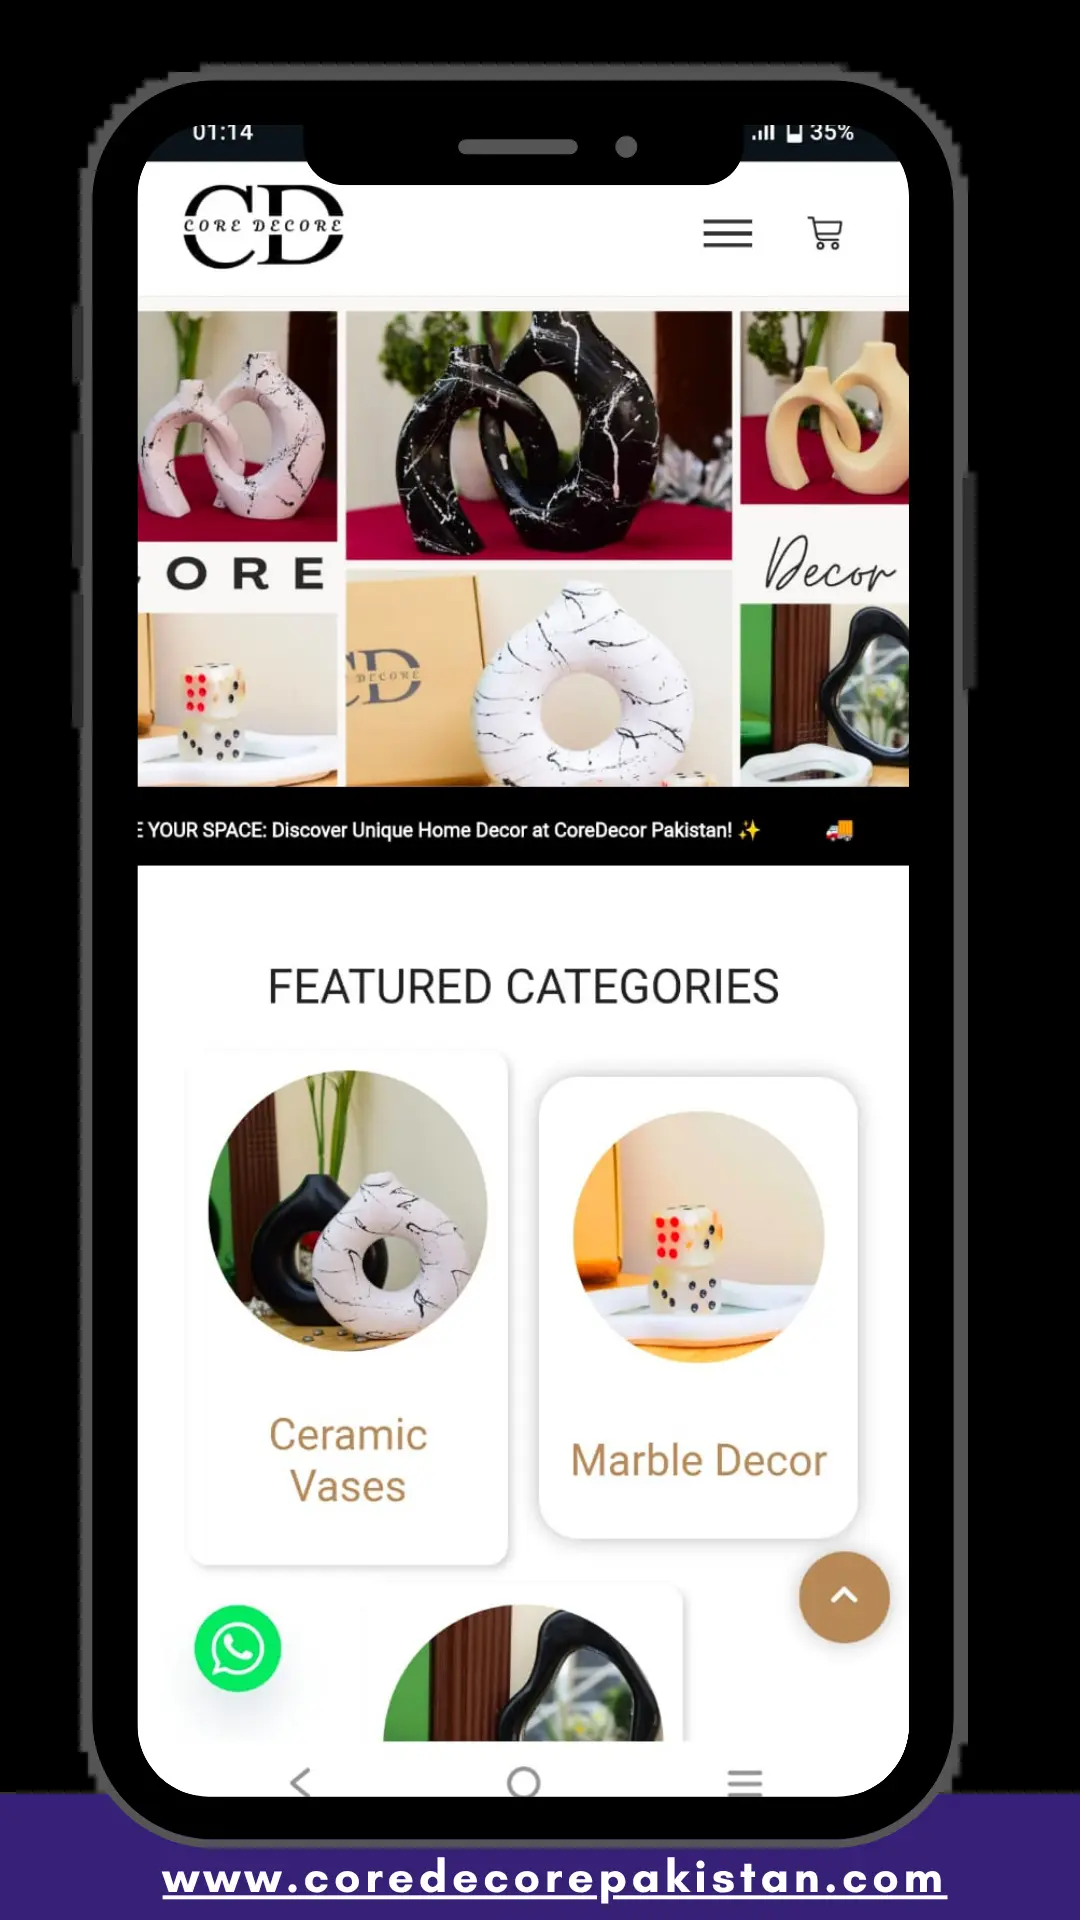 01:14
35%
CD
CORE DECORE
ORE
Decor
CD
DECORE
E YOUR SPACE: Discover Unique Home Decor at CoreDecor Pakistan! ✨ 🚚
FEATURED CATEGORIES
Ceramic
Vases
Marble Decor
www.coredecorepakistan.com